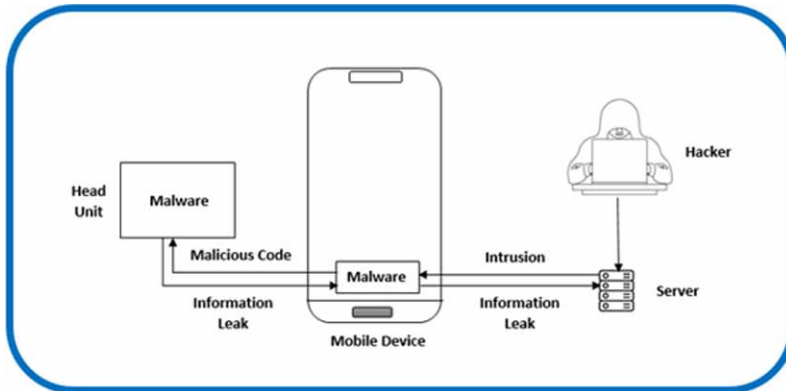 Head
Unit
Malware
Malicious Code
Information
Leak
Malware
Mobile Device
Intrusion
Information
Leak
Hacker
Server